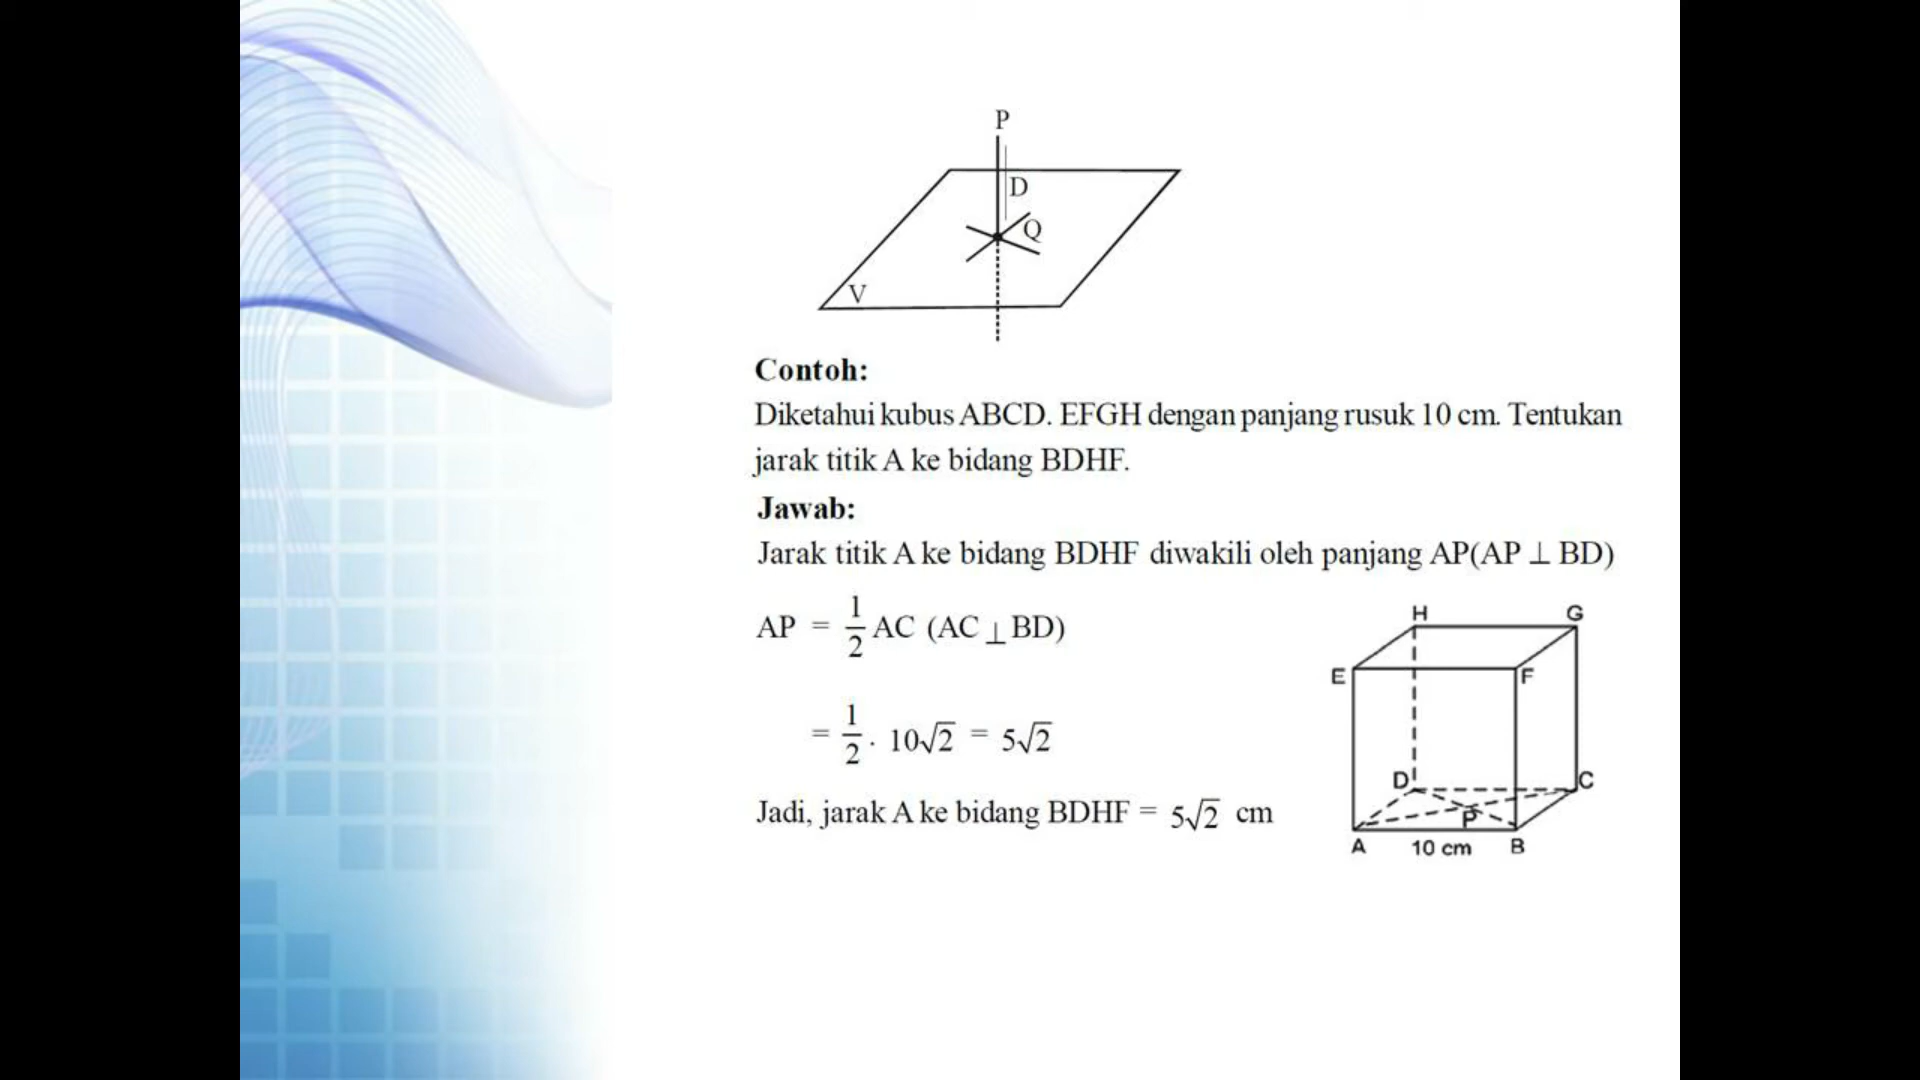 P
D
Q
V
Contoh:
Diketahui kubus ABCD. EFGH dengan panjang rusuk 10 cm. Tentukan
jarak titik A ke bidang BDHF.
Jawab:
Jarak titik A ke bidang BDHF diwakili oleh panjang AP(AP ⊥ BD)
AP = 1/2 AC (AC ⊥ BD)
= 1/2 . 10√2 = 5√2
Jadi, jarak A ke bidang BDHF = 5√2 cm
H G
E F
D C
P
A 10 cm B